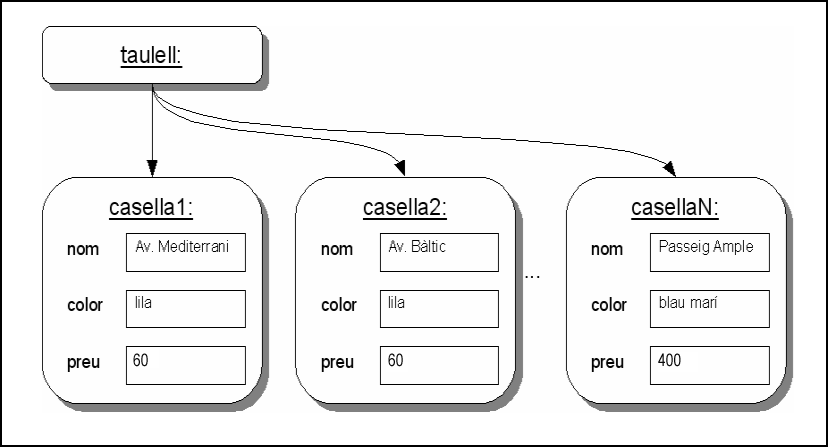 taulell:
casella1:
nom Av. Mediterrani
color lila
preu 60
casella2:
nom Av. Bàltic
color lila
preu 60
...
casellaN:
nom Passeig Ample
color blau marí
preu 400